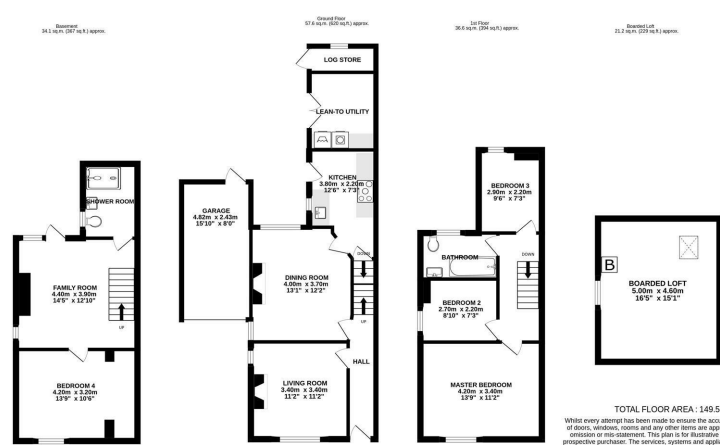 Basement
34.1 sq.m. (367 sq.ft.) approx.
SHOWER ROOM
FAMILY ROOM
4.40m x 3.90m
14'5" x 12'10"
UP
BEDROOM 4
4.20m x 3.20m
13'9" x 10'6"
Ground Floor
57.6 sq.m. (620 sq.ft.) approx.
LOG STORE
LEAN-TO UTILITY
KITCHEN
3.80m x 2.20m
12'6" x 7'3"
GARAGE
4.82m x 2.43m
15'10" x 8'0"
DOWN
DINING ROOM
4.00m x 3.70m
13'1" x 12'2"
UP
HALL
LIVING ROOM
3.40m x 3.40m
11'2" x 11'2"
1st Floor
36.6 sq.m. (394 sq.ft.) approx.
BEDROOM 3
2.90m x 2.20m
9'6" x 7'3"
BATHROOM
DOWN
BEDROOM 2
2.70m x 2.20m
8'10" x 7'3"
MASTER BEDROOM
4.20m x 3.40m
13'9" x 11'2"
Boarded Loft
21.2 sq.m. (229 sq.ft.) approx.
B
BOARDED LOFT
5.00m x 4.60m
16'5" x 15'1"
TOTAL FLOOR AREA : 149.5
Whilst every attempt has been made to ensure the acc
of doors, windows, rooms and any other items are app
omission or mis-statement. This plan is for illustrative
prospective purchaser. The services, systems and appli